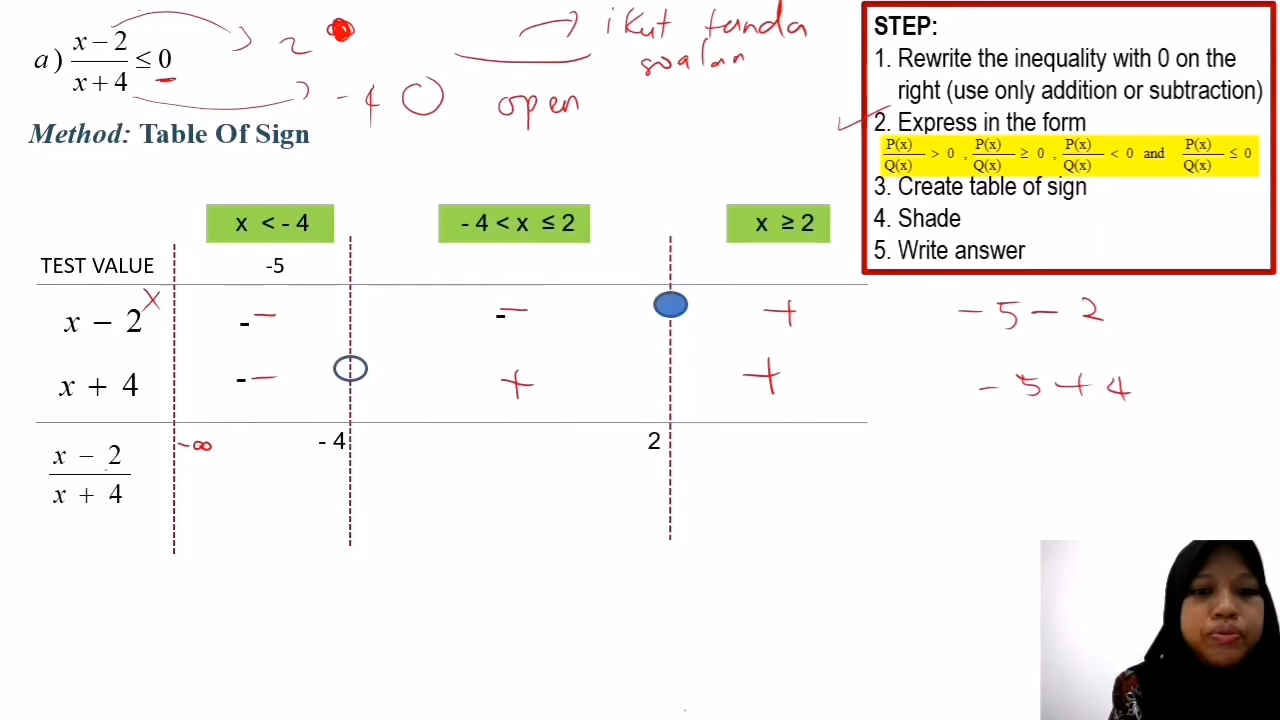 a) x − 2 / x + 4 ≤ 0
2
-4
open
ikut tanda
soalan
Method: Table Of Sign
STEP:
1. Rewrite the inequality with 0 on the
right (use only addition or subtraction)
2. Express in the form
P(x)/Q(x) > 0 , P(x)/Q(x) ≥ 0 , P(x)/Q(x) < 0 and P(x)/Q(x) ≤ 0
3. Create table of sign
4. Shade
5. Write answer
x < - 4
- 4 < x ≤ 2
x ≥ 2
TEST VALUE -5
x − 2 x - − - − +
x + 4 - − + +
-∞ - 4 2
x − 2 / x + 4
− 5 − 2
− 5 + 4